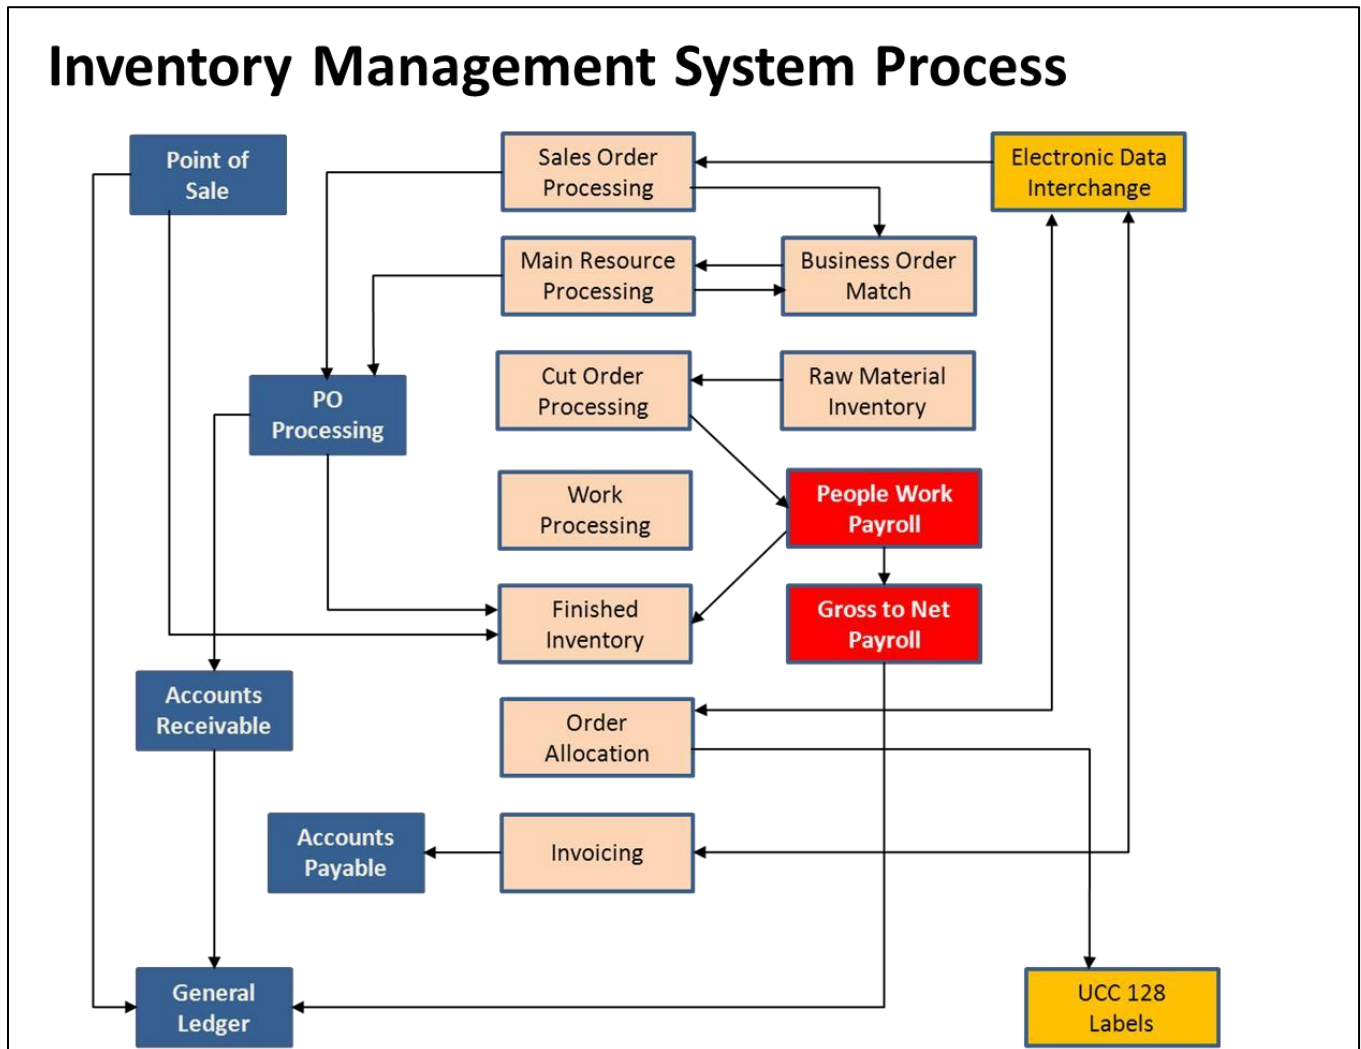 Inventory Management System Process
Point of
Sale
Sales Order
Processing
Electronic Data
Interchange
Main Resource
Processing
Business Order
Match
PO
Processing
Cut Order
Processing
Raw Material
Inventory
Work
Processing
People Work
Payroll
Finished
Inventory
Gross to Net
Payroll
Accounts
Receivable
Order
Allocation
Accounts
Payable
Invoicing
General
Ledger
UCC 128
Labels